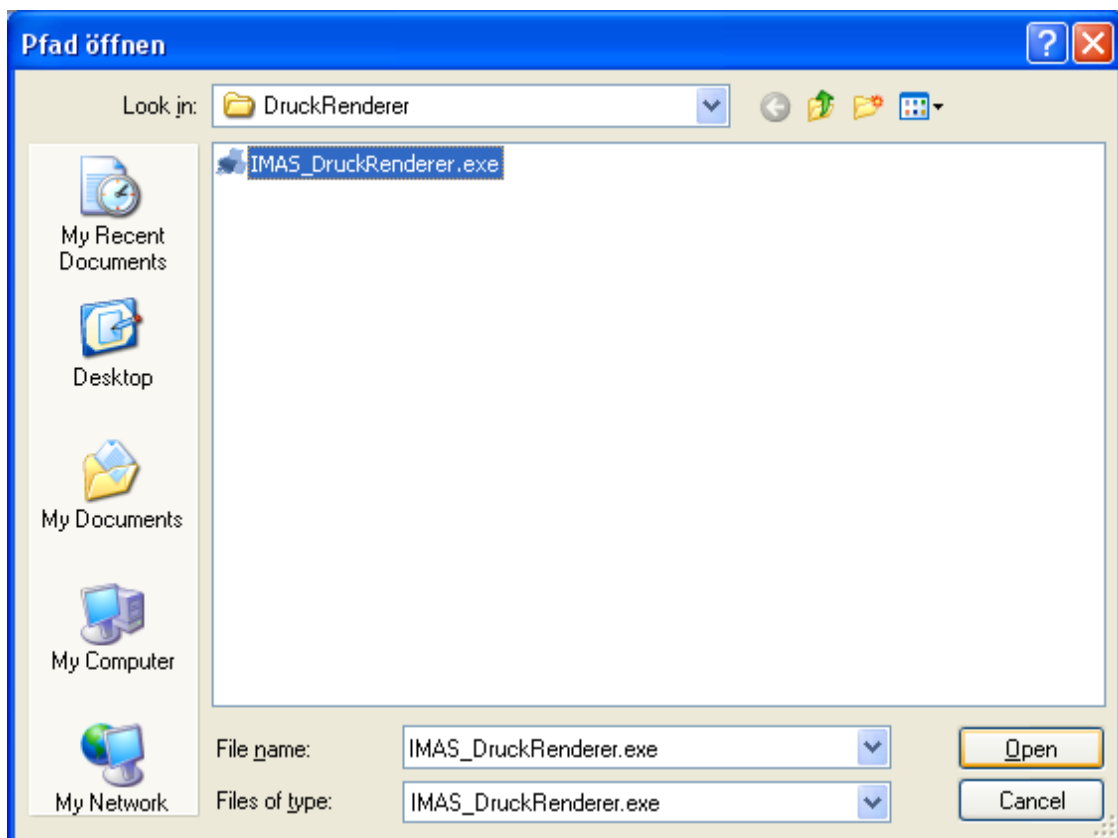 Pfad öffnen
Look in: DruckRenderer
IMAS_DruckRenderer.exe
My Recent
Documents
Desktop
My Documents
My Computer
My Network
File name: IMAS_DruckRenderer.exe Open
Files of type: IMAS_DruckRenderer.exe Cancel